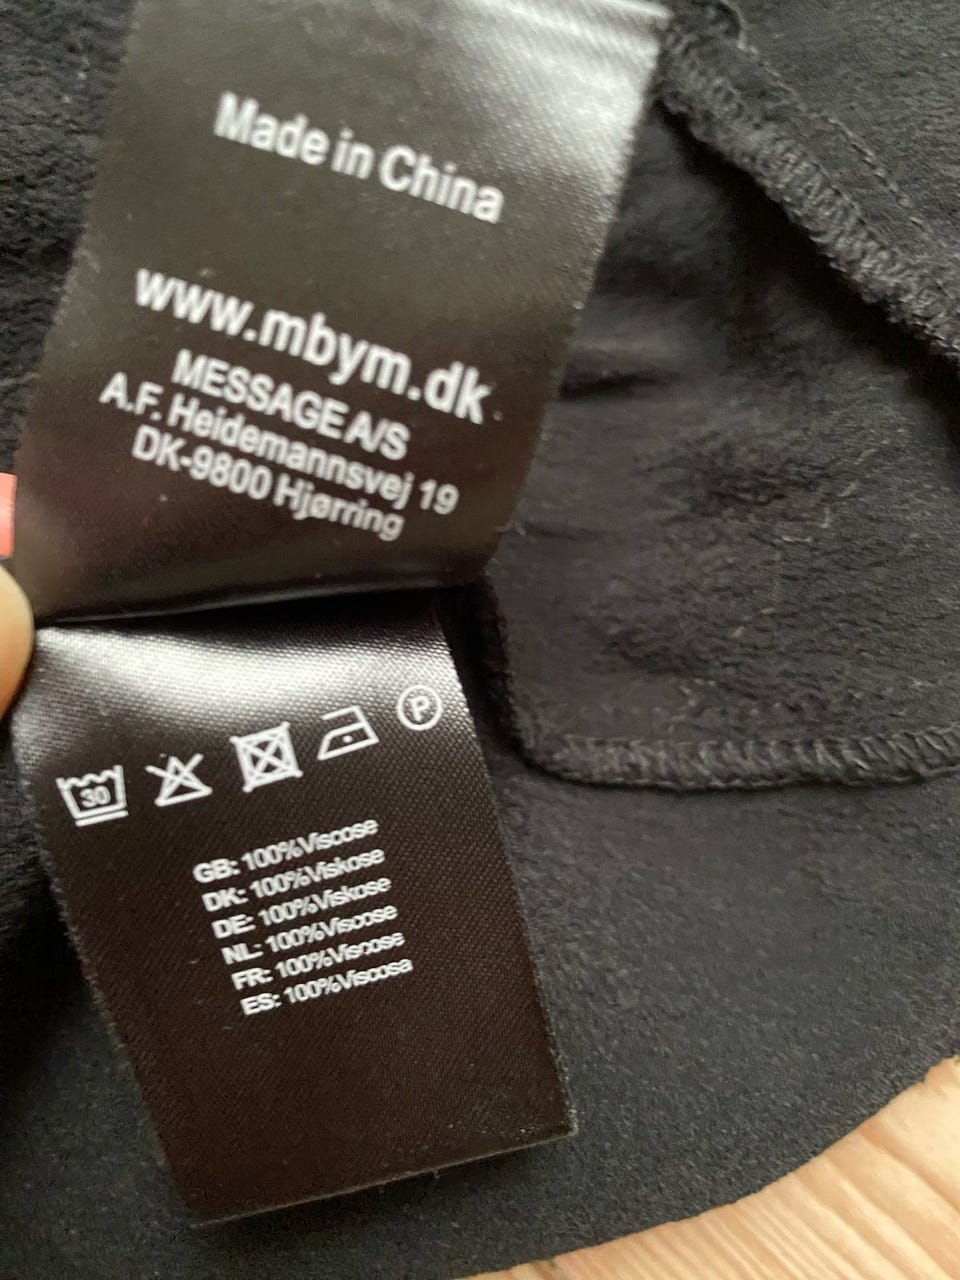 Made in China
www.mbym.dk
MESSAGE A/S
A.F. Heidemannsvej 19
DK-9800 Hjørring
30 P
GB: 100%Viscose
DK: 100%Viskose
DE: 100%Viskose
NL: 100%Viscose
FR: 100%Viscose
ES: 100%Viscosa